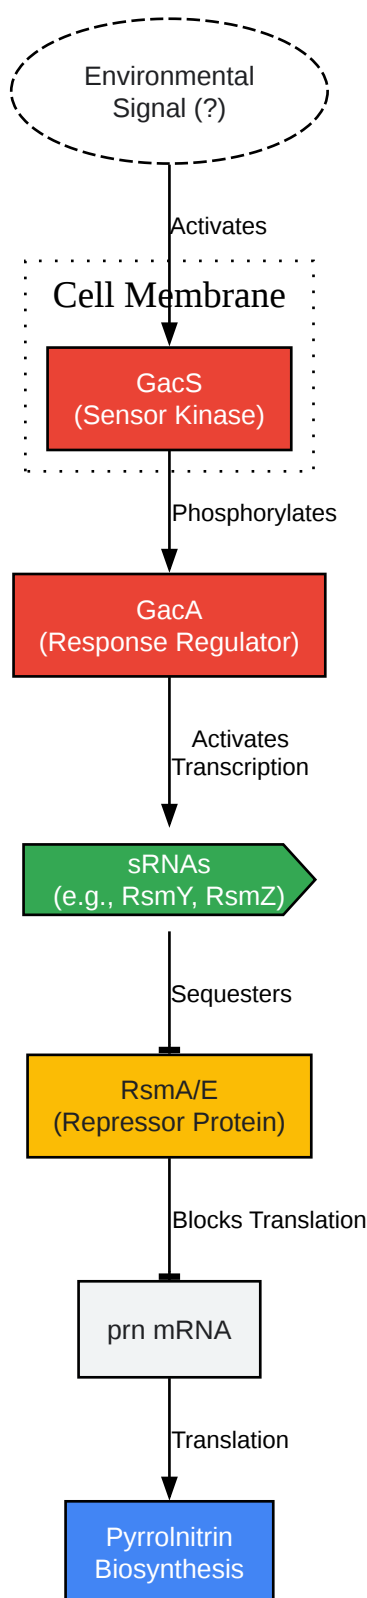 Environmental
Signal (?)
Activates
Cell Membrane
GacS
(Sensor Kinase)
Phosphorylates
GacA
(Response Regulator)
Activates
Transcription
sRNAs
(e.g., RsmY, RsmZ)
Sequesters
RsmA/E
(Repressor Protein)
Blocks Translation
prn mRNA
Translation
Pyrrolnitrin
Biosynthesis